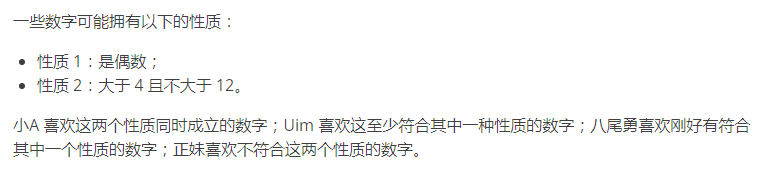 一些数字可能拥有以下的性质：
• 性质 1：是偶数；
• 性质 2：大于 4 且不大于 12。
小A 喜欢这两个性质同时成立的数字；Uim 喜欢这至少符合其中一种性质的数字；八尾勇喜欢刚好有符合
其中一个性质的数字；正妹喜欢不符合这两个性质的数字。